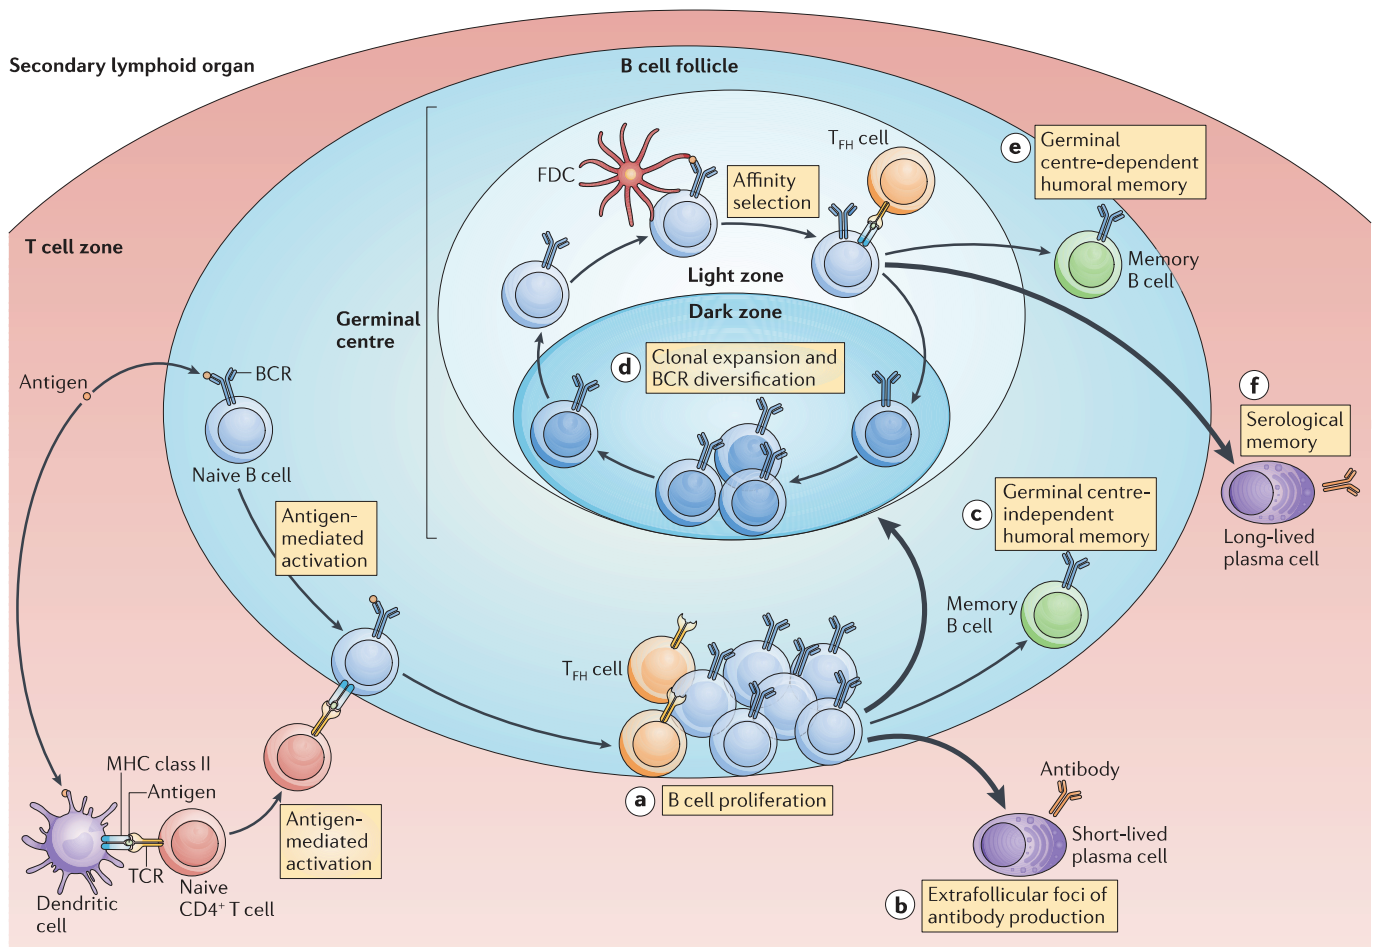 Secondary lymphoid organ
B cell follicle
T cell zone
Germinal
centre
FDC
Affinity
selection
T_FH cell
e
Germinal
centre-dependent
humoral memory
Memory
B cell
Light zone
Dark zone
d
Clonal expansion and
BCR diversification
Antigen
BCR
Naive B cell
Antigen-
mediated
activation
f
Serological
memory
Long-lived
plasma cell
c
Germinal centre-
independent
humoral memory
Memory
B cell
T_FH cell
a
B cell proliferation
MHC class II
Antigen
TCR
Dendritic
cell
Naive
CD4⁺ T cell
Antigen-
mediated
activation
Antibody
Short-lived
plasma cell
b
Extrafollicular foci of
antibody production